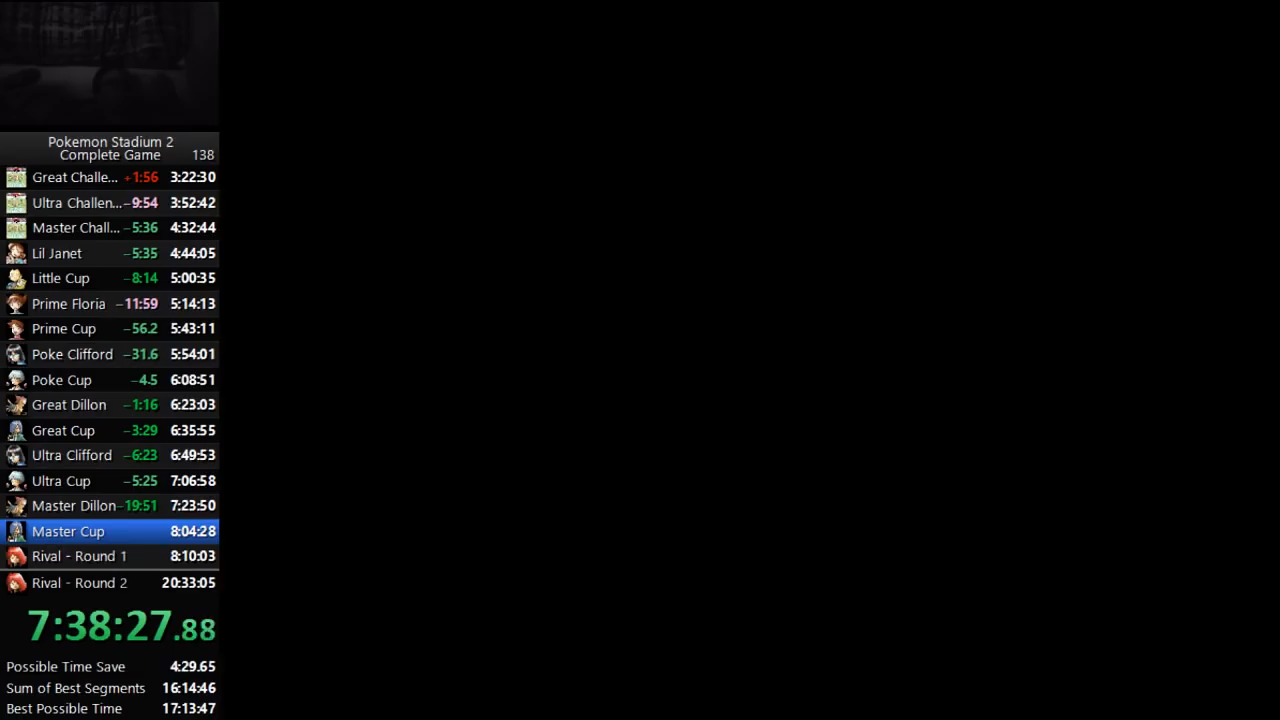 Pokemon Stadium 2
Complete Game 138
Great Challe... +1:56 3:22:30
Ultra Challen... −9:54 3:52:42
Master Chall... −5:36 4:32:44
Lil Janet −5:35 4:44:05
Little Cup −8:14 5:00:35
Prime Floria −11:59 5:14:13
Prime Cup −56.2 5:43:11
Poke Clifford −31.6 5:54:01
Poke Cup −4.5 6:08:51
Great Dillon −1:16 6:23:03
Great Cup −3:29 6:35:55
Ultra Clifford −6:23 6:49:53
Ultra Cup −5:25 7:06:58
Master Dillon −19:51 7:23:50
Master Cup 8:04:28
Rival - Round 1 8:10:03
Rival - Round 2 20:33:05
7:38:27.88
Possible Time Save 4:29.65
Sum of Best Segments 16:14:46
Best Possible Time 17:13:47